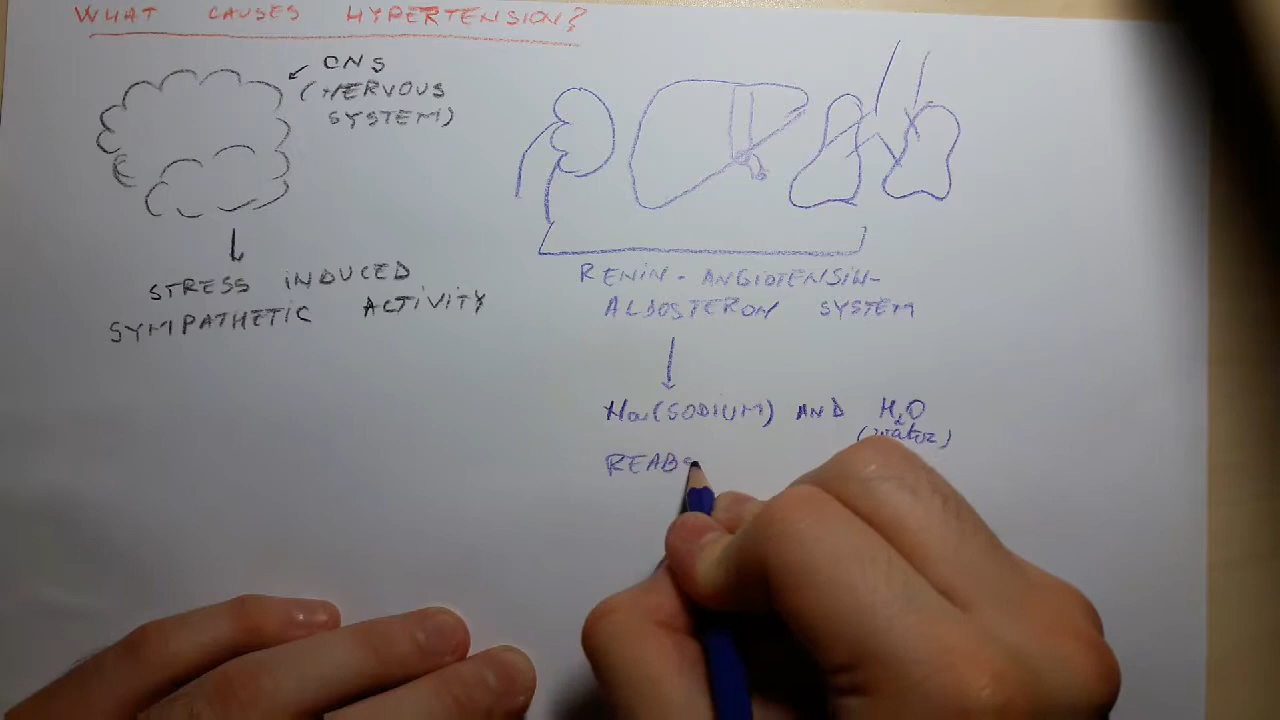 WHAT CAUSES HYPERTENSION?
CNS
(NERVOUS
SYSTEM)
STRESS INDUCED
SYMPATHETIC ACTIVITY
RENIN-ANGIOTENSIN-
ALDOSTERON SYSTEM
Na(SODIUM) AND H₂O
(water)
REABS